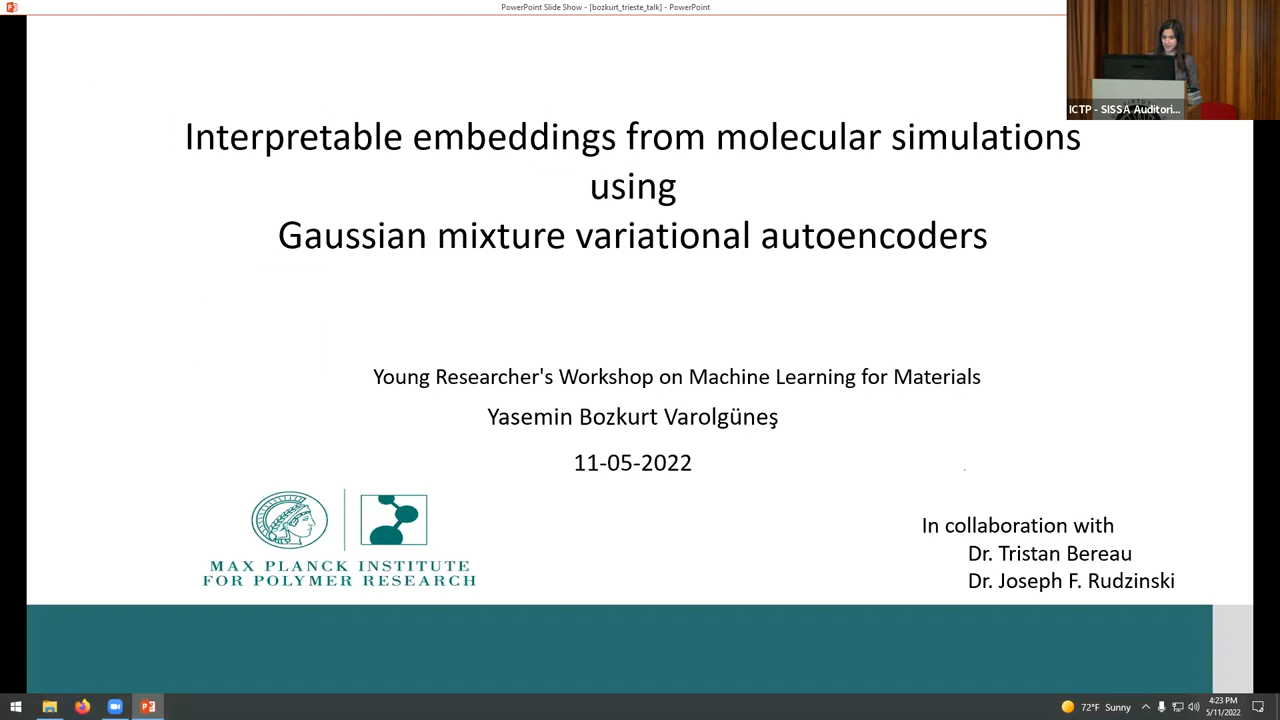 PowerPoint Slide Show - [bozkurt_trieste_talk] - PowerPoint
ICTP - SISSA Auditori...
Interpretable embeddings from molecular simulations
using
Gaussian mixture variational autoencoders
Young Researcher's Workshop on Machine Learning for Materials
Yasemin Bozkurt Varolgüneş
11-05-2022
MAX PLANCK INSTITUTE
FOR POLYMER RESEARCH
In collaboration with
Dr. Tristan Bereau
Dr. Joseph F. Rudzinski
72°F Sunny
4:23 PM
5/11/2022